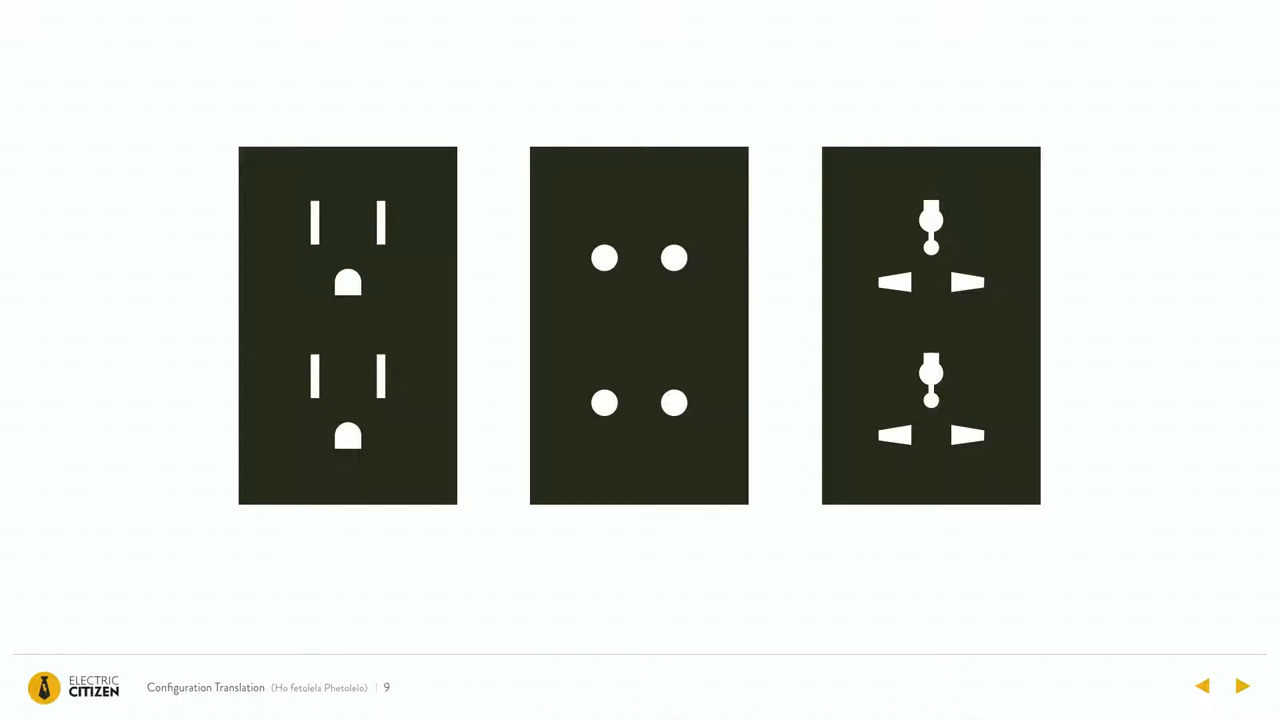 ELECTRIC
CITIZEN
Configuration Translation (Ho fetolela Phetolelo) | 9